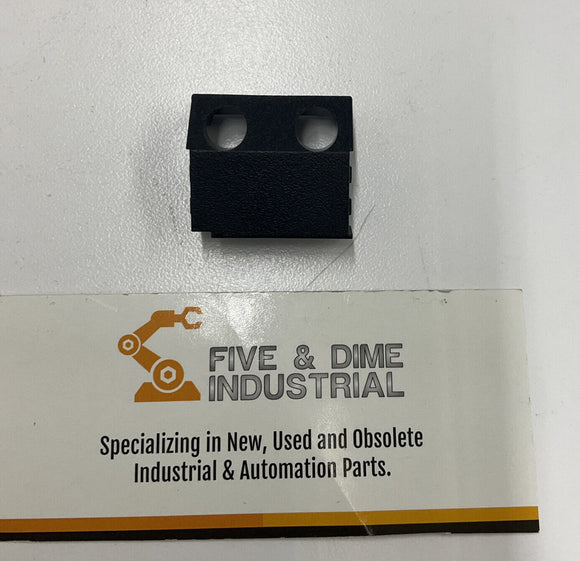 FIVE & DIME
INDUSTRIAL
Specializing in New, Used and Obsolete
Industrial & Automation Parts.